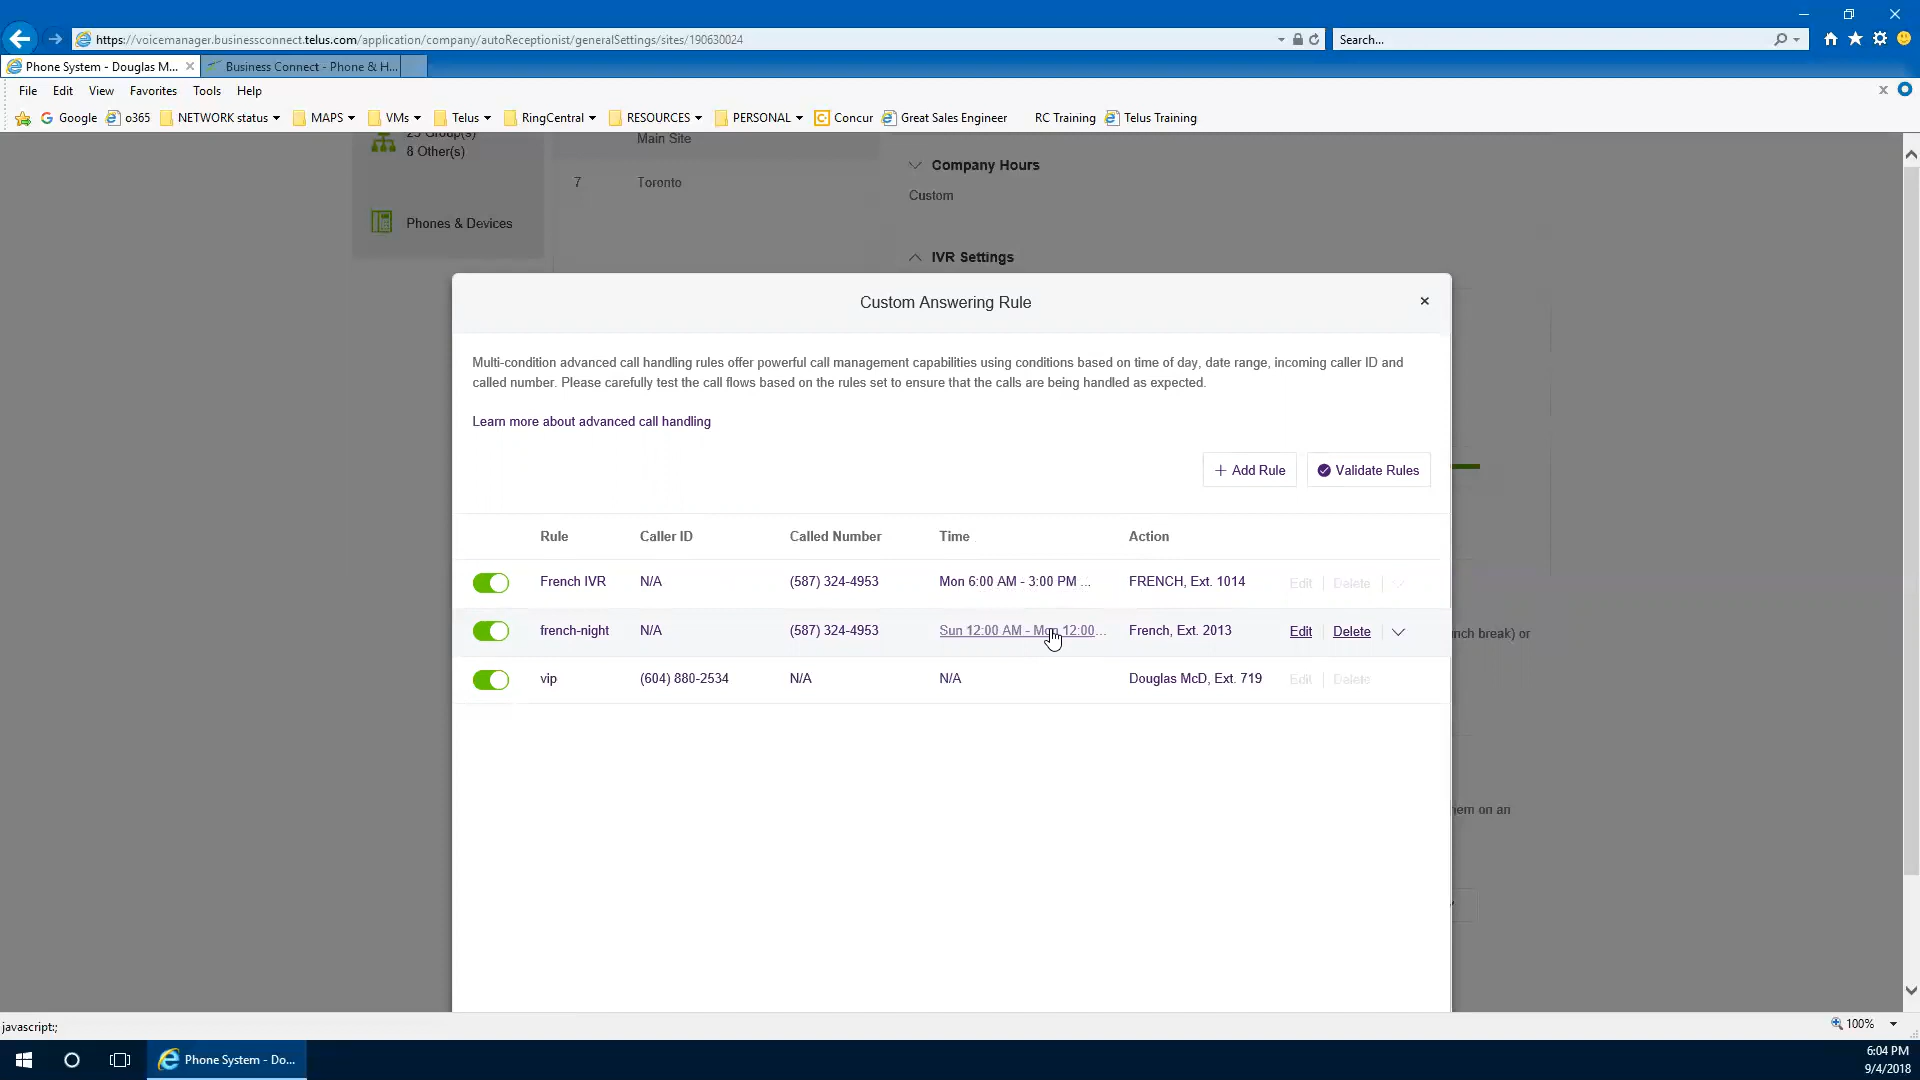 https://voicemanager.businessconnect.telus.com/application/company/autoReceptionist/generalSettings/sites/190630024
Search...
Phone System - Douglas M...
Business Connect - Phone & H...
File Edit View Favorites Tools Help
Google o365 NETWORK status MAPS VMs Telus RingCentral RESOURCES PERSONAL Concur Great Sales Engineer RC Training Telus Training
23 Group(s)
8 Other(s)
Phones & Devices
Main Site
7 Toronto
Company Hours
Custom
IVR Settings
Custom Answering Rule
×
Multi-condition advanced call handling rules offer powerful call management capabilities using conditions based on time of day, date range, incoming caller ID and
called number. Please carefully test the call flows based on the rules set to ensure that the calls are being handled as expected.
Learn more about advanced call handling
+ Add Rule Validate Rules
Rule Caller ID Called Number Time Action
French IVR N/A (587) 324-4953 Mon 6:00 AM - 3:00 PM ... FRENCH, Ext. 1014 Edit Delete
french-night N/A (587) 324-4953 Sun 12:00 AM - Mon 12:00... French, Ext. 2013 Edit Delete
vip (604) 880-2534 N/A N/A Douglas McD, Ext. 719 Edit Delete
nch break) or
em on an
javascript:;
100%
Phone System - Do...
6:04 PM
9/4/2018